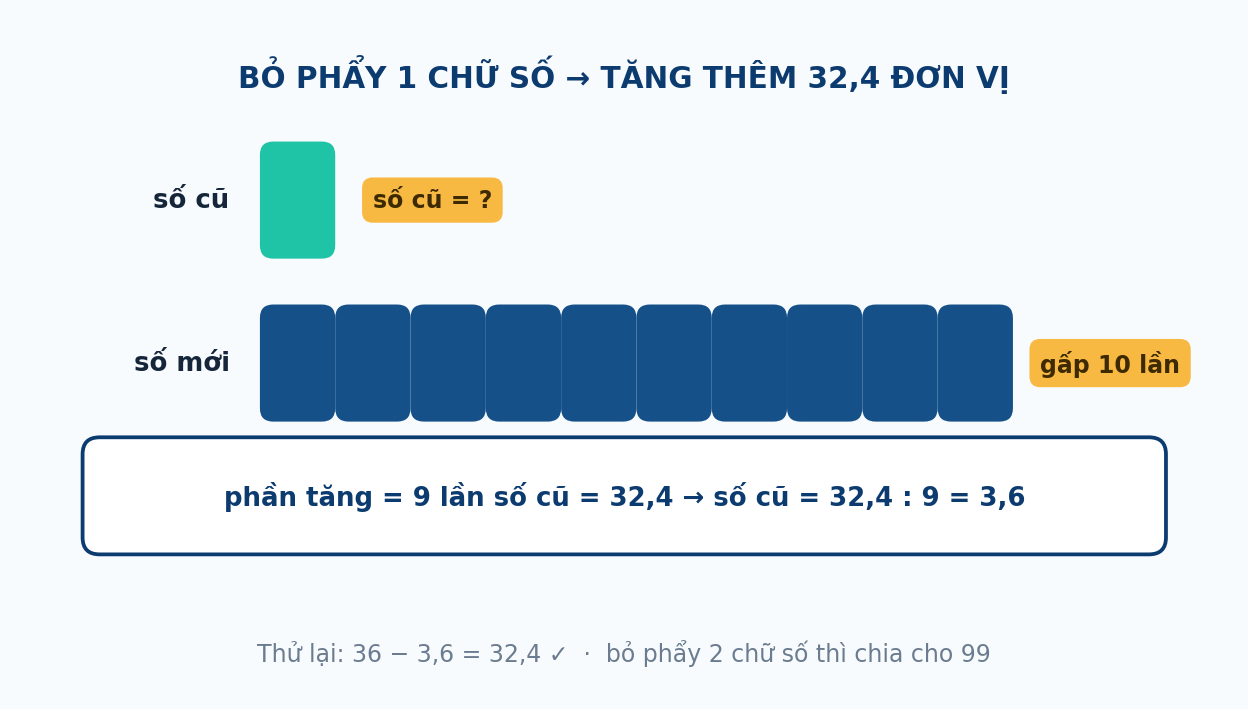 BỎ PHẨY 1 CHỮ SỐ → TĂNG THÊM 32,4 ĐƠN VỊ
số cũ
số cũ = ?
số mới
gấp 10 lần
phần tăng = 9 lần số cũ = 32,4 → số cũ = 32,4 : 9 = 3,6
Thử lại: 36 − 3,6 = 32,4 ✓ · bỏ phẩy 2 chữ số thì chia cho 99